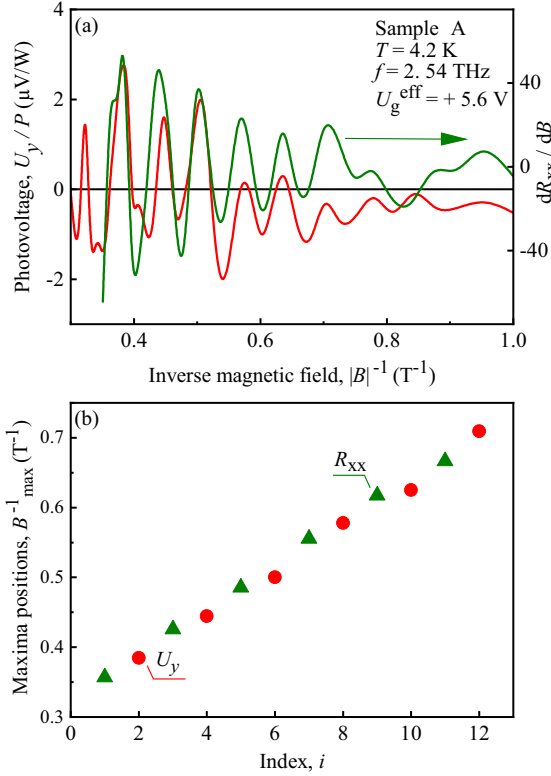 (a)
Sample A
T = 4.2 K
f = 2. 54 THz
U_g^eff = + 5.6 V
Photovoltage, U_y / P (μV/W)
4
2
0
-2
40
0
-40
dR_xx / dB
0.4
0.6
0.8
1.0
Inverse magnetic field, |B|^-1 (T^-1)
(b)
Maxima positions, B^-1_max (T^-1)
0.7
0.6
0.5
0.4
0.3
R_xx
U_y
0
2
4
6
8
10
12
Index, i